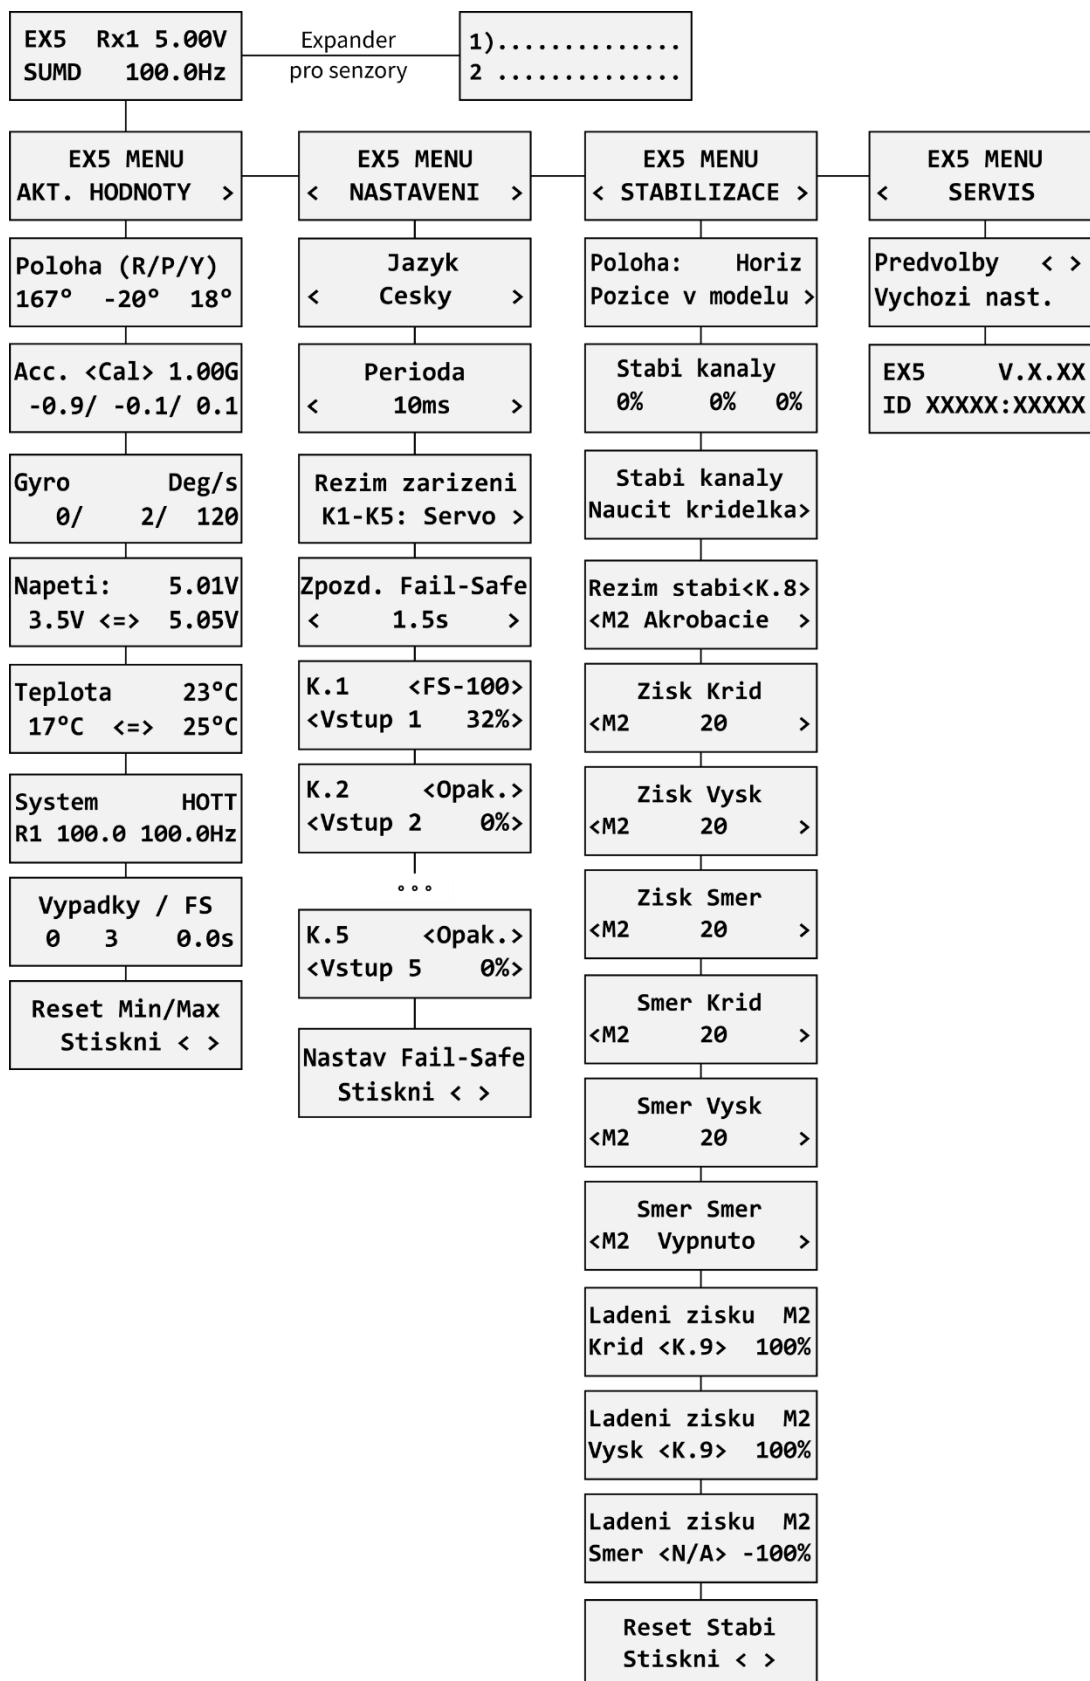 EX5 Rx1 5.00V
SUMD 100.0Hz
Expander
pro senzory
1)..............
2 ..............
EX5 MENU
AKT. HODNOTY >
Poloha (R/P/Y)
167° -20° 18°
Acc. <Cal> 1.00G
-0.9/ -0.1/ 0.1
Gyro Deg/s
0/ 2/ 120
Napeti: 5.01V
3.5V <=> 5.05V
Teplota 23°C
17°C <=> 25°C
System HOTT
R1 100.0 100.0Hz
Vypadky / FS
0 3 0.0s
Reset Min/Max
Stiskni < >
EX5 MENU
< NASTAVENI >
Jazyk
< Cesky >
Perioda
< 10ms >
Rezim zarizeni
K1-K5: Servo >
Zpozd. Fail-Safe
< 1.5s >
K.1 <FS-100>
<Vstup 1 32%>
K.2 <Opak.>
<Vstup 2 0%>
°°°
K.5 <Opak.>
<Vstup 5 0%>
Nastav Fail-Safe
Stiskni < >
EX5 MENU
< STABILIZACE >
Poloha: Horiz
Pozice v modelu >
Stabi kanaly
0% 0% 0%
Stabi kanaly
Naucit kridelka>
Rezim stabi<K.8>
<M2 Akrobacie >
Zisk Krid
<M2 20 >
Zisk Vysk
<M2 20 >
Zisk Smer
<M2 20 >
Smer Krid
<M2 20 >
Smer Vysk
<M2 20 >
Smer Smer
<M2 Vypnuto >
Ladeni zisku M2
Krid <K.9> 100%
Ladeni zisku M2
Vysk <K.9> 100%
Ladeni zisku M2
Smer <N/A> -100%
Reset Stabi
Stiskni < >
EX5 MENU
< SERVIS
Predvolby < >
Vychozi nast.
EX5 V.X.XX
ID XXXXX:XXXXX